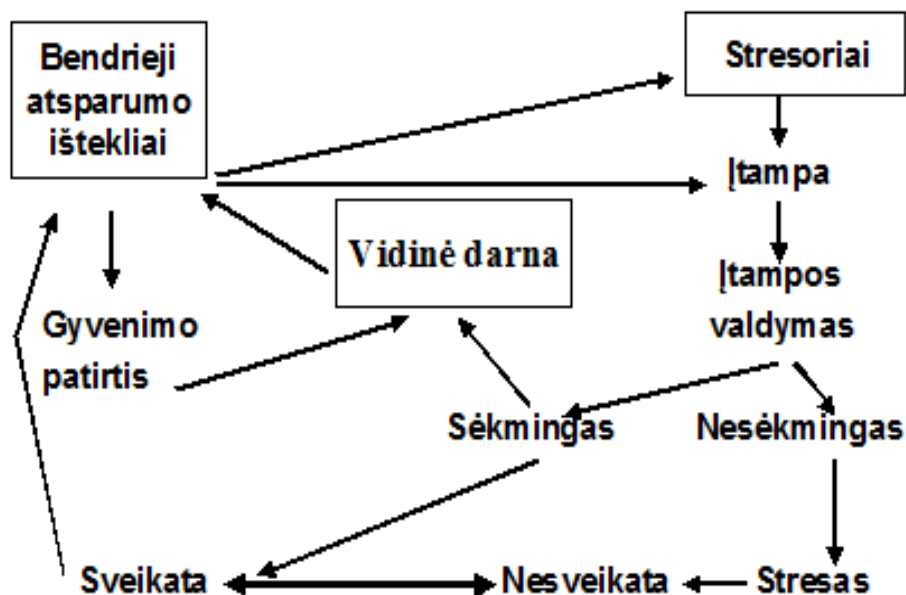 Bendrieji
atsparumo
ištekliai
Stresoriai
Įtampa
Vidinė darna
Įtampos
valdymas
Gyvenimo
patirtis
Sėkmingas
Nesėkmingas
Sveikata
Nesveikata
Stresas